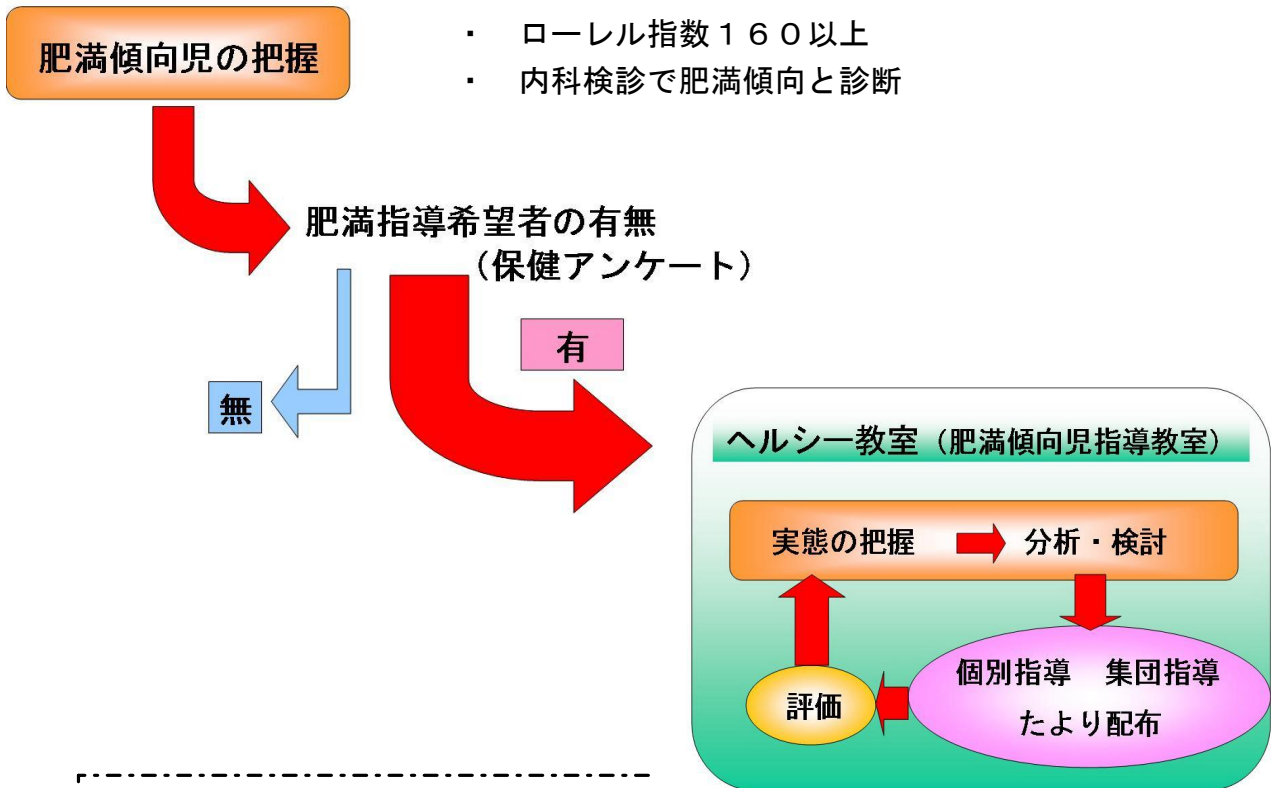 肥満傾向児の把握
・ ローレル指数１６０以上
・ 内科検診で肥満傾向と診断
肥満指導希望者の有無
（保健アンケート）
有
無
ヘルシー教室（肥満傾向児指導教室）
実態の把握
分析・検討
個別指導 集団指導
たより配布
評価